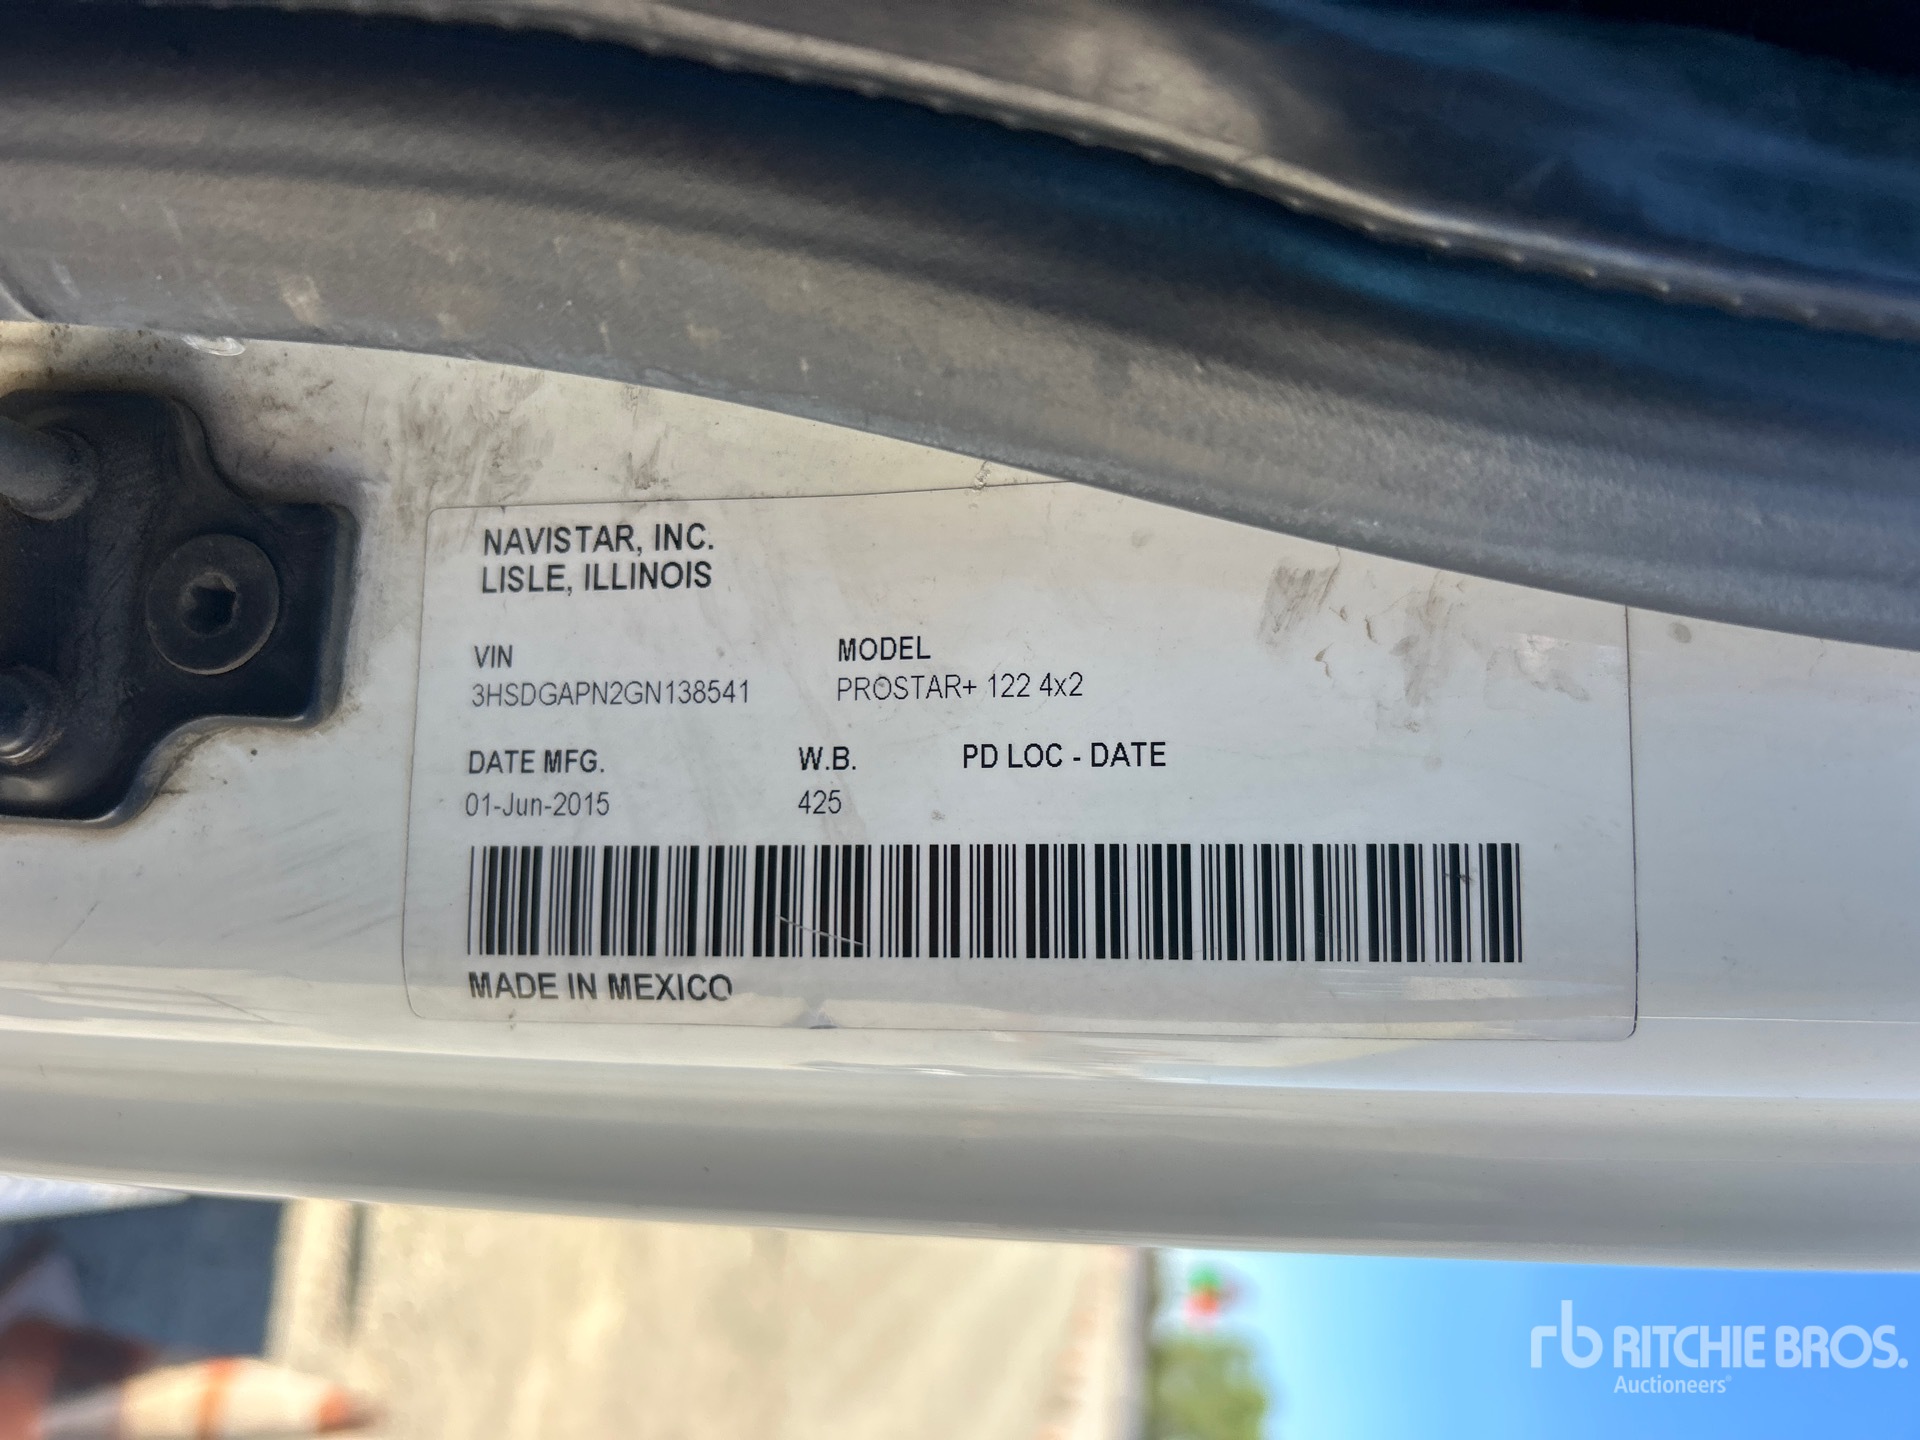 NAVISTAR, INC.
LISLE, ILLINOIS
VIN MODEL
3HSDGAPN2GN138541 PROSTAR+ 122 4x2
DATE MFG. W.B. PD LOC - DATE
01-Jun-2015 425
MADE IN MEXICO
rb RITCHIE BROS.
Auctioneers